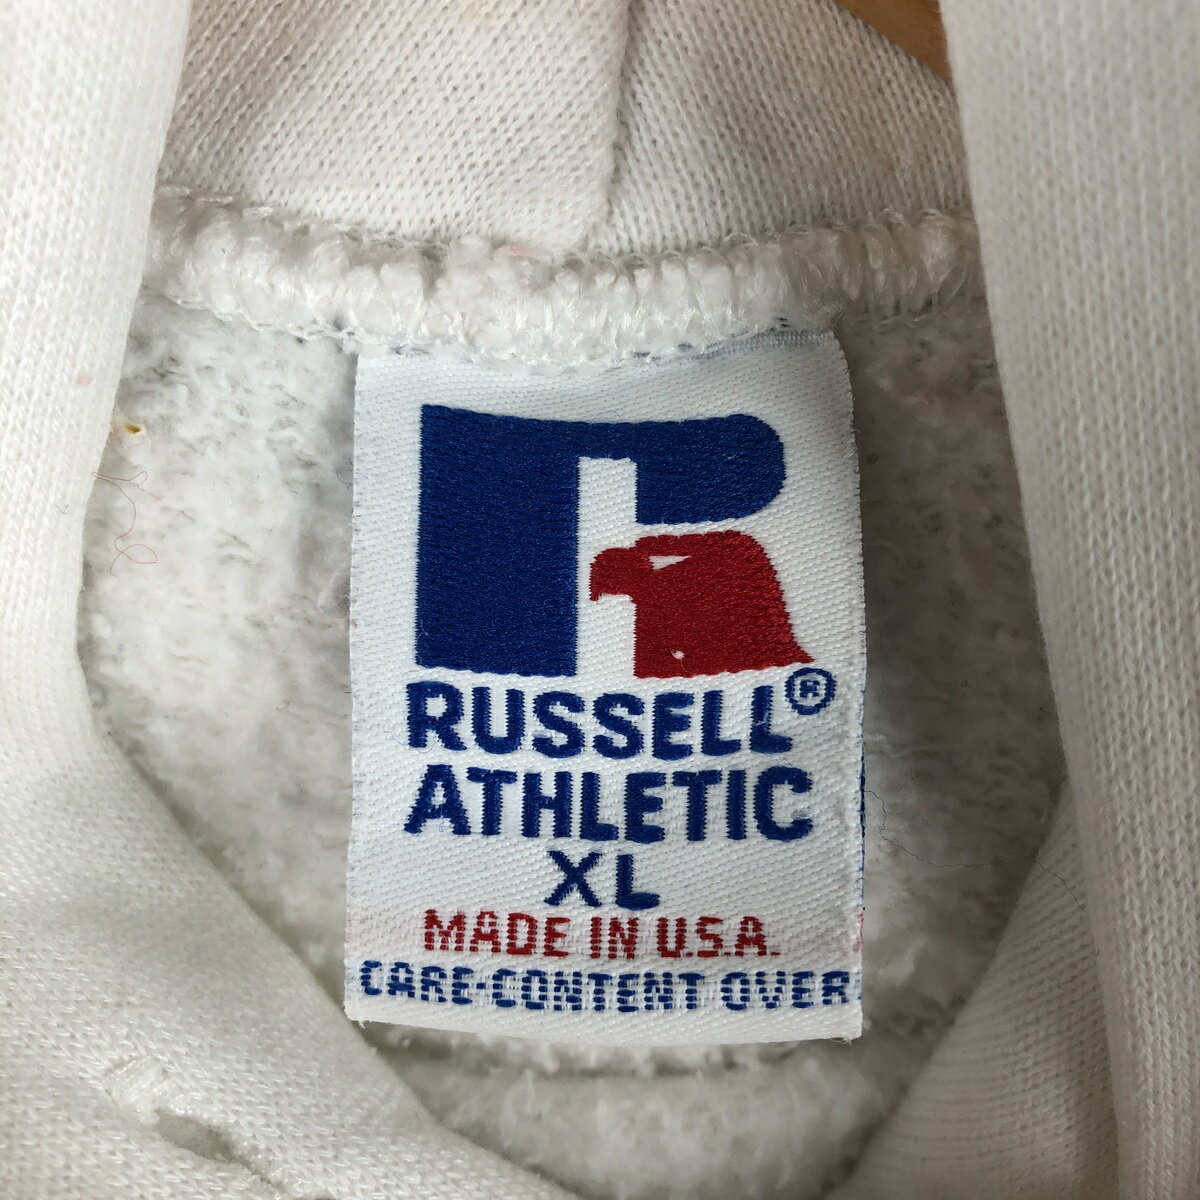 RUSSELL®
ATHLETIC
XL
MADE IN U.S.A.
CARE-CONTENT OVER